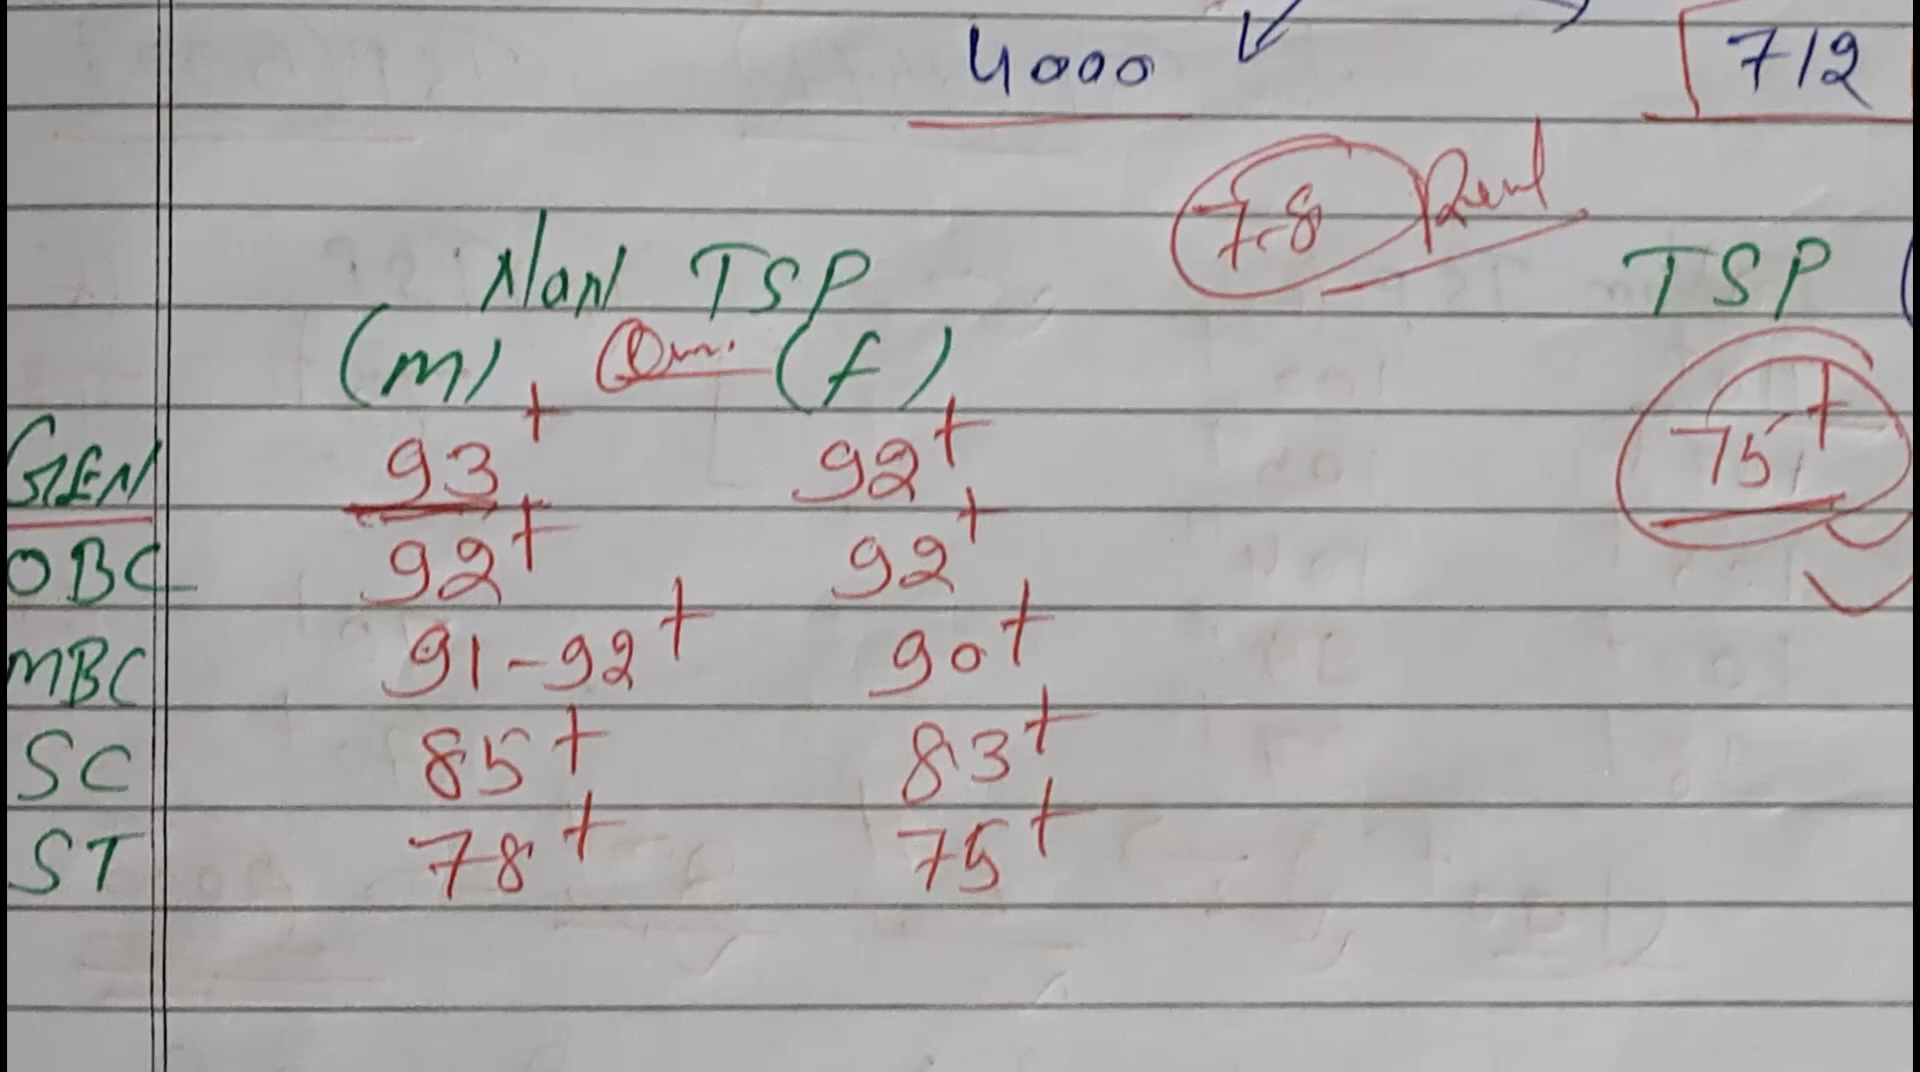 4000 712
7-8
Non TSP TSP
(m) (f)
GEN 93+ 92+ 75+
OBC 92+ 92+
MBC 91-92+ 90+
SC 85+ 83+
ST 78+ 75+